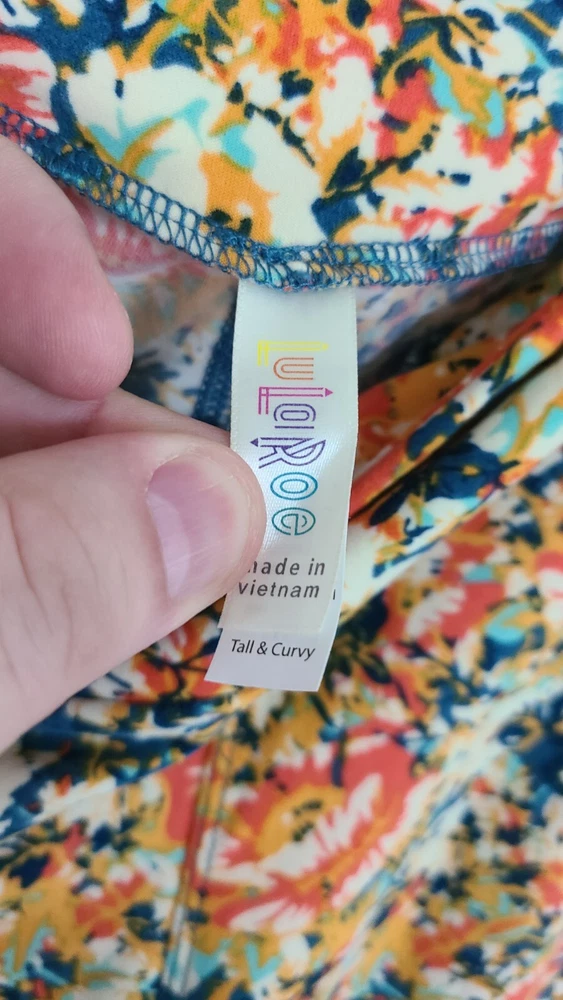 LuLaRoe
made in
vietnam
Tall & Curvy